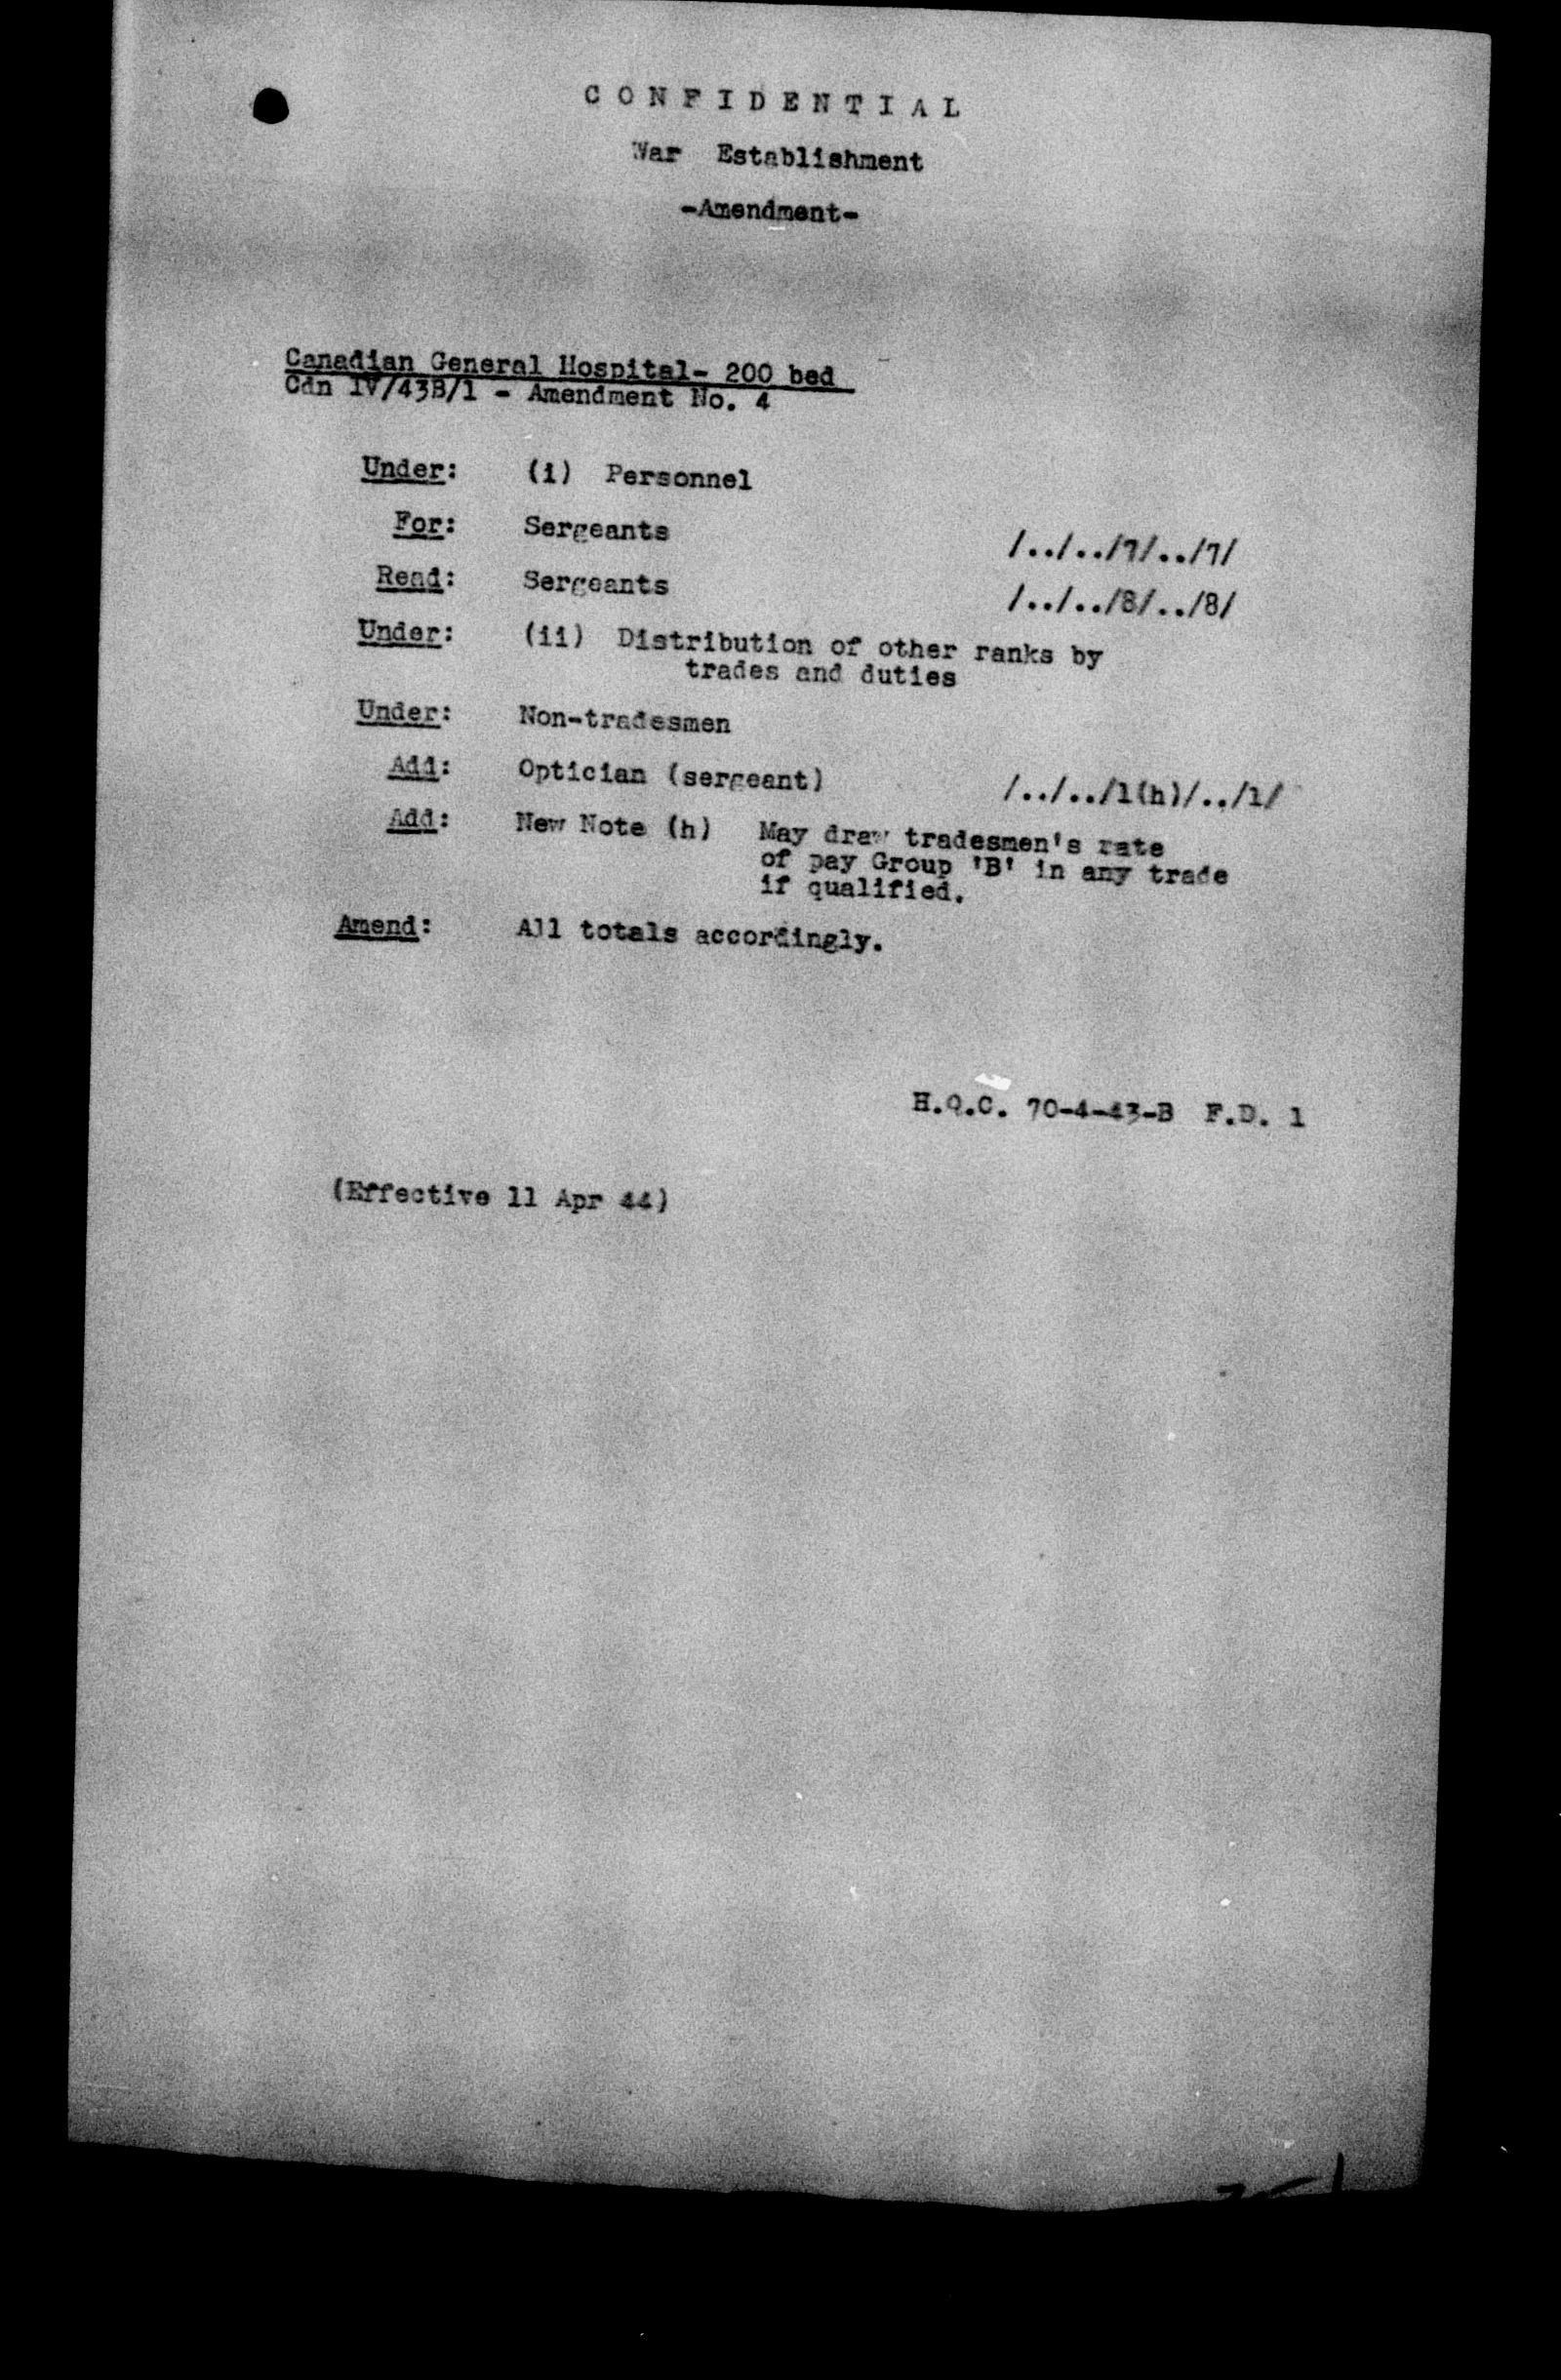 CONFIDENTIAL
War Establishment
-Amendment-
Canadian General Hospital- 200 bed
Cdn IV/43B/1 - Amendment No. 4
Under: (i) Personnel
For: Sergeants /../../7/../7/
Read: Sergeants /../../8/../8/
Under: (ii) Distribution of other ranks by
trades and duties
Under: Non-tradesmen
Add: Optician (sergeant) /../../1(h)/../1/
Add: New Note (h) May draw tradesmen's rate
of pay Group 'B' in any trade
if qualified.
Amend: All totals accordingly.
H.Q.C. 70-4-43-B F.D. 1
(Effective 11 Apr 44)